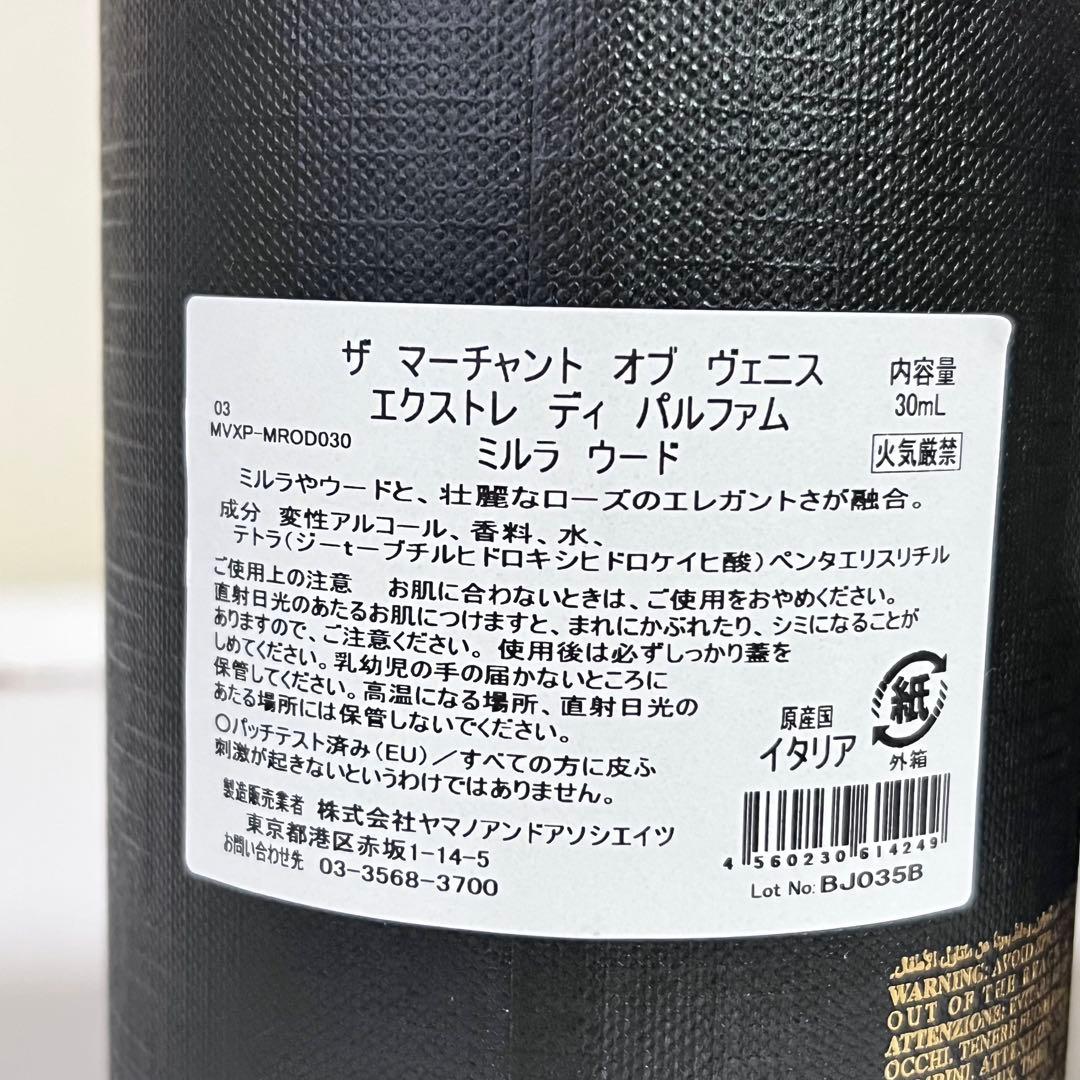 ザ マーチャント オブ ヴェニス
エクストレ ディ パルファム
ミルラ ウード
内容量
30mL
火気厳禁
03
MVXP-MROD030
ミルラやウードと、壮麗なローズのエレガントさが融合。
成分 変性アルコール、香料、水、
テトラ(ジーtーブチルヒドロキシヒドロケイヒ酸)ペンタエリスリチル
ご使用上の注意 お肌に合わないときは、ご使用をおやめください。
直射日光のあたるお肌につけますと、まれにかぶれたり、シミになることが
ありますので、ご注意ください。使用後は必ずしっかり蓋を
しめてください。乳幼児の手の届かないところに
保管してください。高温になる場所、直射日光の
あたる場所には保管しないでください。
○パッチテスト済み(EU)/すべての方に皮ふ
刺激が起きないというわけではありません。
製造販売業者 株式会社ヤマノアンドアソシエイツ
東京都港区赤坂1-14-5
お問い合わせ先 03-3568-3700
原産国
イタリア
紙
外箱
4 560230 614249
Lot No: BJ035B
من متناول الأطفال.
WARNING: AVOID
OUT OF THE
ATTENZIONE:
OCCHI. TENERE